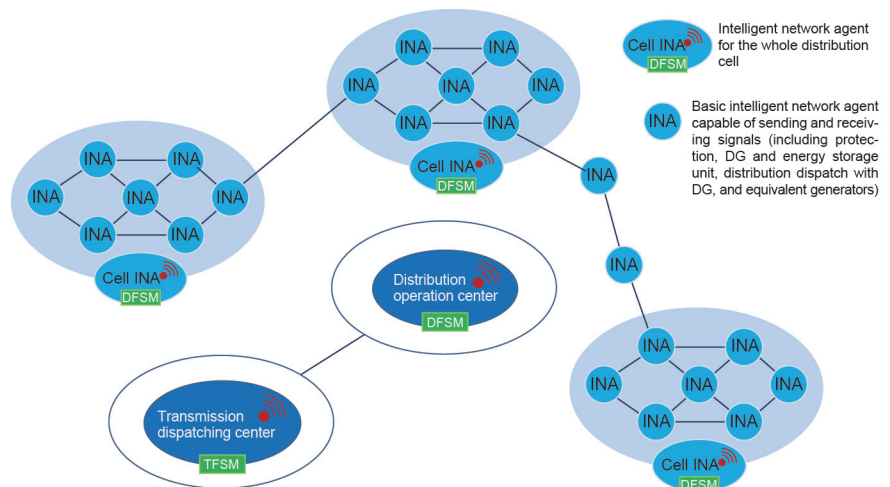 INA
INA
INA
INA
INA
INA
INA
Cell INA
DFSM
Intelligent network agent
for the whole distribution
cell
Cell INA
DFSM
INA
Basic intelligent network agent
capable of sending and receiv-
ing signals (including protec-
tion, DG and energy storage
unit, distribution dispatch with
DG, and equivalent generators)
INA
INA
INA
INA
INA
INA
INA
Cell INA
DFSM
INA
INA
Distribution
operation center
DFSM
Transmission
dispatching center
TFSM
INA
INA
INA
INA
INA
INA
INA
Cell INA
DFSM